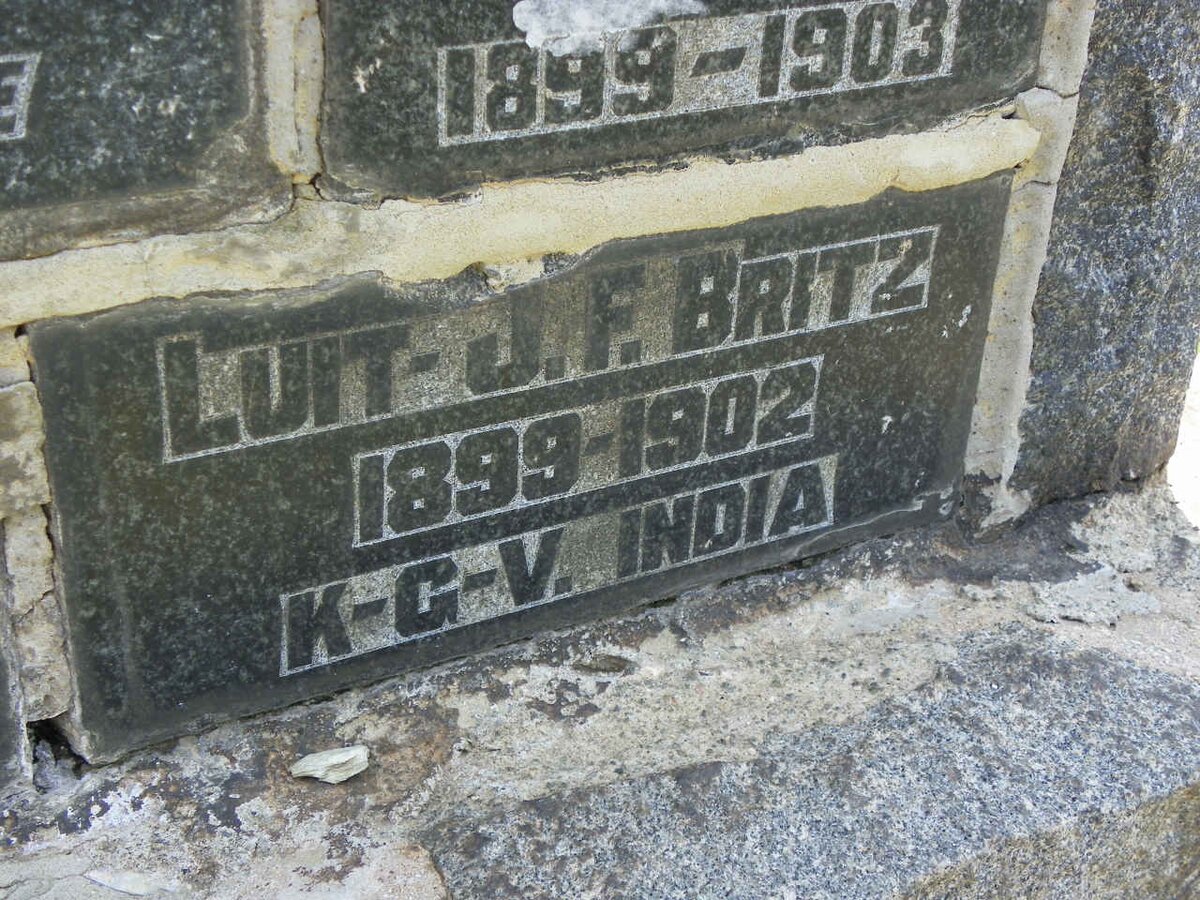 E
1899-1903
LUIT-J.F. BRITZ
1899-1902
K-G-V. INDIA